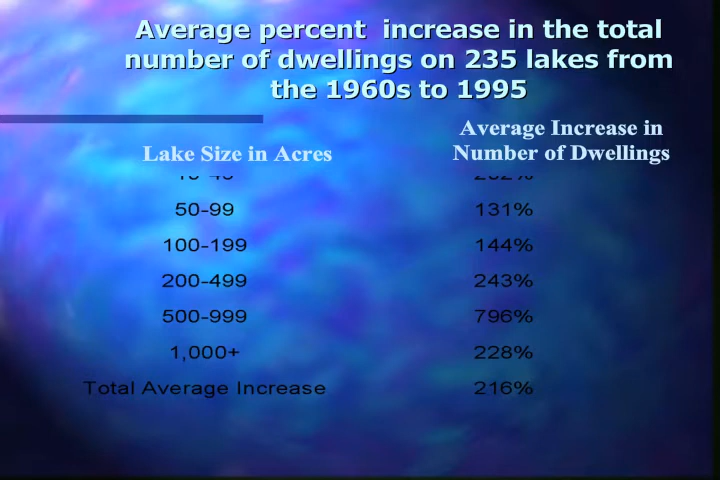 Average percent increase in the total
number of dwellings on 235 lakes from
the 1960s to 1995
Lake Size in Acres
Average Increase in
Number of Dwellings
50-99 131%
100-199 144%
200-499 243%
500-999 796%
1,000+ 228%
Total Average Increase 216%